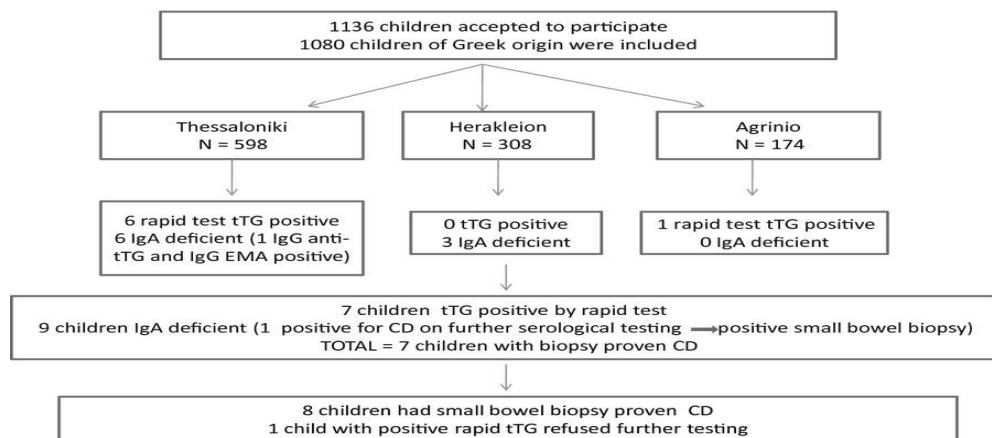 1136 children accepted to participate
1080 children of Greek origin were included
Thessaloniki
N = 598
Herakleion
N = 308
Agrinio
N = 174
6 rapid test tTG positive
6 IgA deficient (1 IgG anti-
tTG and IgG EMA positive)
0 tTG positive
3 IgA deficient
1 rapid test tTG positive
0 IgA deficient
7 children tTG positive by rapid test
9 children IgA deficient (1 positive for CD on further serological testing → positive small bowel biopsy)
TOTAL = 7 children with biopsy proven CD
8 children had small bowel biopsy proven CD
1 child with positive rapid tTG refused further testing